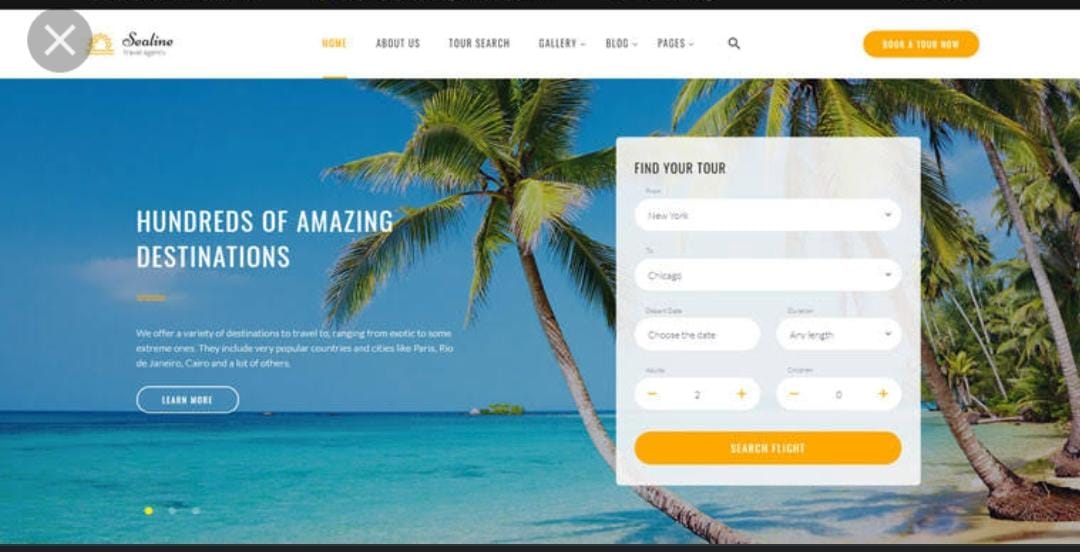 Sealine
travel agency
HOME
ABOUT US
TOUR SEARCH
GALLERY
BLOG
PAGES
BOOK A TOUR NOW
HUNDREDS OF AMAZING
DESTINATIONS
We offer a variety of destinations to travel to, ranging from exotic to some
extreme ones. They include very popular countries and cities like Paris, Rio
de Janeiro, Cairo and a lot of others.
LEARN MORE
FIND YOUR TOUR
From
New York
To
Chicago
Depart Date
Duration
Choose the date
Any length
Adults
Children
− 2 +
− 0 +
SEARCH FLIGHT